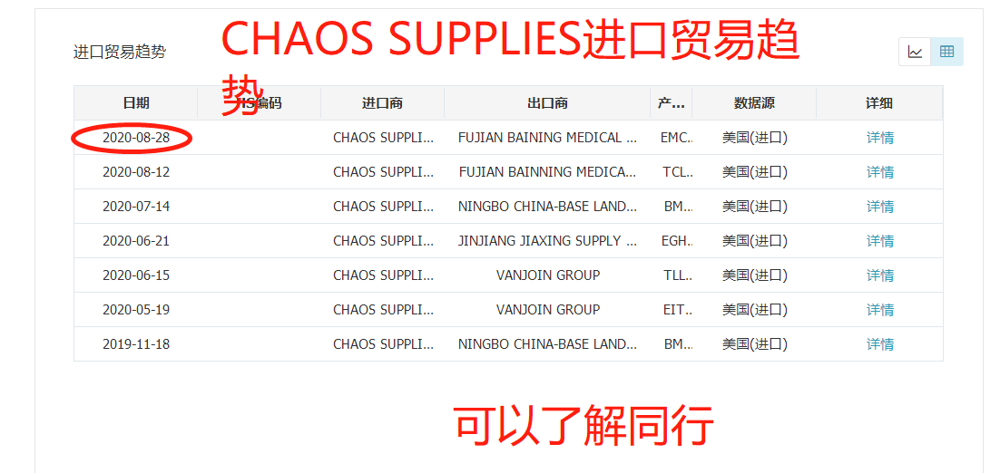 CHAOS SUPPLIES进口贸易趋
势
进口贸易趋势
日期 HS编码 进口商 出口商 产... 数据源 详细
2020-08-28 CHAOS SUPPLI... FUJIAN BAINING MEDICAL ... EMC.. 美国(进口) 详情
2020-08-12 CHAOS SUPPLI... FUJIAN BAINNING MEDICA... TCL.. 美国(进口) 详情
2020-07-14 CHAOS SUPPLI... NINGBO CHINA-BASE LAND... BM.. 美国(进口) 详情
2020-06-21 CHAOS SUPPLI... JINJIANG JIAXING SUPPLY ... EGH.. 美国(进口) 详情
2020-06-15 CHAOS SUPPLI... VANJOIN GROUP TLL.. 美国(进口) 详情
2020-05-19 CHAOS SUPPLI... VANJOIN GROUP EIT.. 美国(进口) 详情
2019-11-18 CHAOS SUPPLI... NINGBO CHINA-BASE LAND... BM.. 美国(进口) 详情
可以了解同行